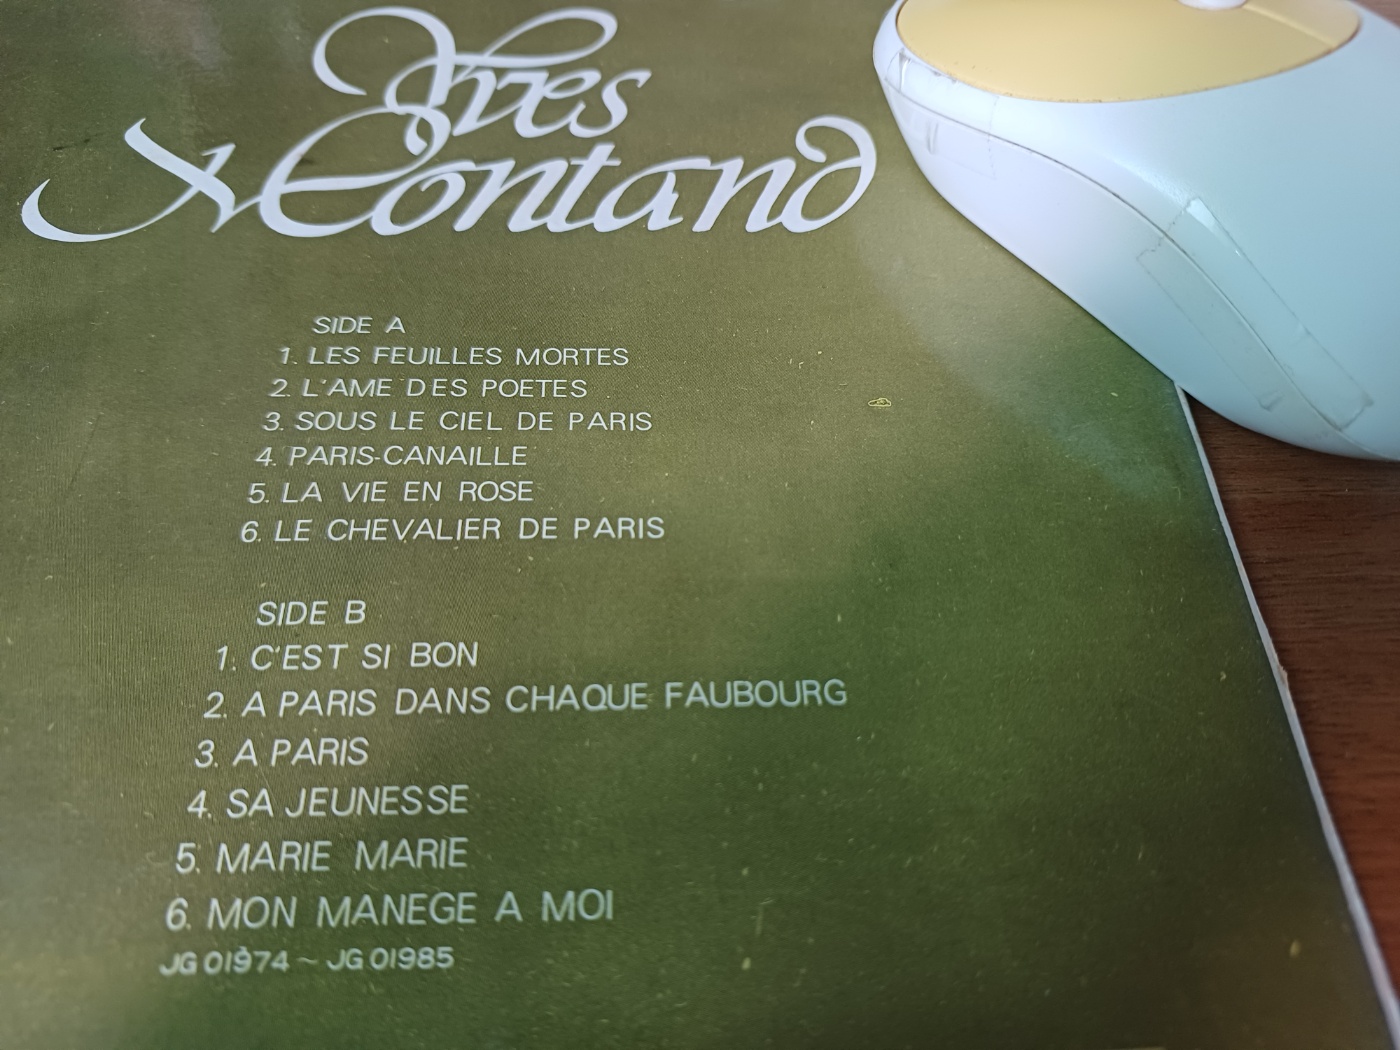 Yves
Montand
SIDE A
1. LES FEUILLES MORTES
2. L'AME DES POETES
3. SOUS LE CIEL DE PARIS
4. PARIS-CANAILLE
5. LA VIE EN ROSE
6. LE CHEVALIER DE PARIS
SIDE B
1. C'EST SI BON
2. A PARIS DANS CHAQUE FAUBOURG
3. A PARIS
4. SA JEUNESSE
5. MARIE MARIE
6. MON MANEGE A MOI
JG 01974 ~ JG 01985